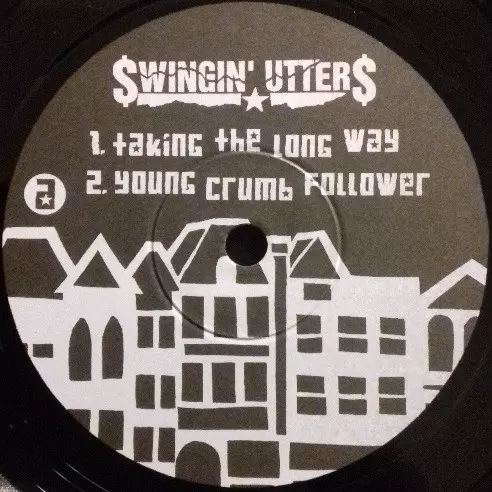 $WINGIN' UTTER$
1. taking the long way
2. young crumb follower
a